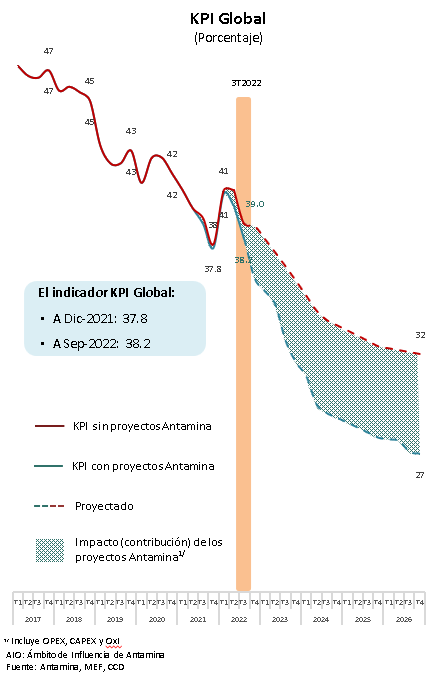 KPI Global
(Porcentaje)
3T2022
47
47
45
45
43
43
42
42
41
41
38
37.8
39.0
38.2
32
27
El indicador KPI Global:
• A Dic-2021: 37.8
• A Sep-2022: 38.2
KPI sin proyectos Antamina
KPI con proyectos Antamina
Proyectado
Impacto (contribución) de los
proyectos Antamina1/
T1 T2 T3 T4 T1 T2 T3 T4 T1 T2 T3 T4 T1 T2 T3 T4 T1 T2 T3 T4 T1 T2 T3 T4 T1 T2 T3 T4 T1 T2 T3 T4 T1 T2 T3 T4 T1 T2 T3 T4
2017 2018 2019 2020 2021 2022 2023 2024 2025 2026
1/ Incluye OPEX, CAPEX y OxI
AIO: Ámbito de Influencia de Antamina
Fuente: Antamina, MEF, CCD